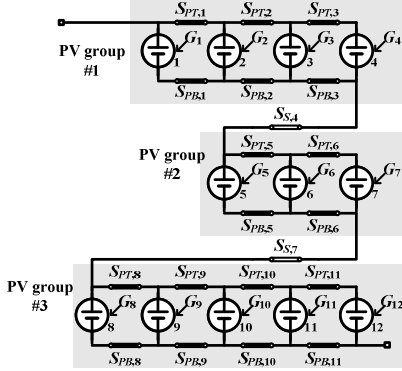 S_PT,1 S_PT,2 S_PT,3
G1 G2 G3 G4
PV group #1
1 2 3 4
S_PB,1 S_PB,2 S_PB,3
S_S,4
S_PT,5 S_PT,6
PV group #2
G5 G6 G7
5 6 7
S_PB,5 S_PB,6
S_S,7
S_PT,8 S_PT,9 S_PT,10 S_PT,11
PV group #3
G8 G9 G10 G11 G12
8 9 10 11 12
S_PB,8 S_PB,9 S_PB,10 S_PB,11